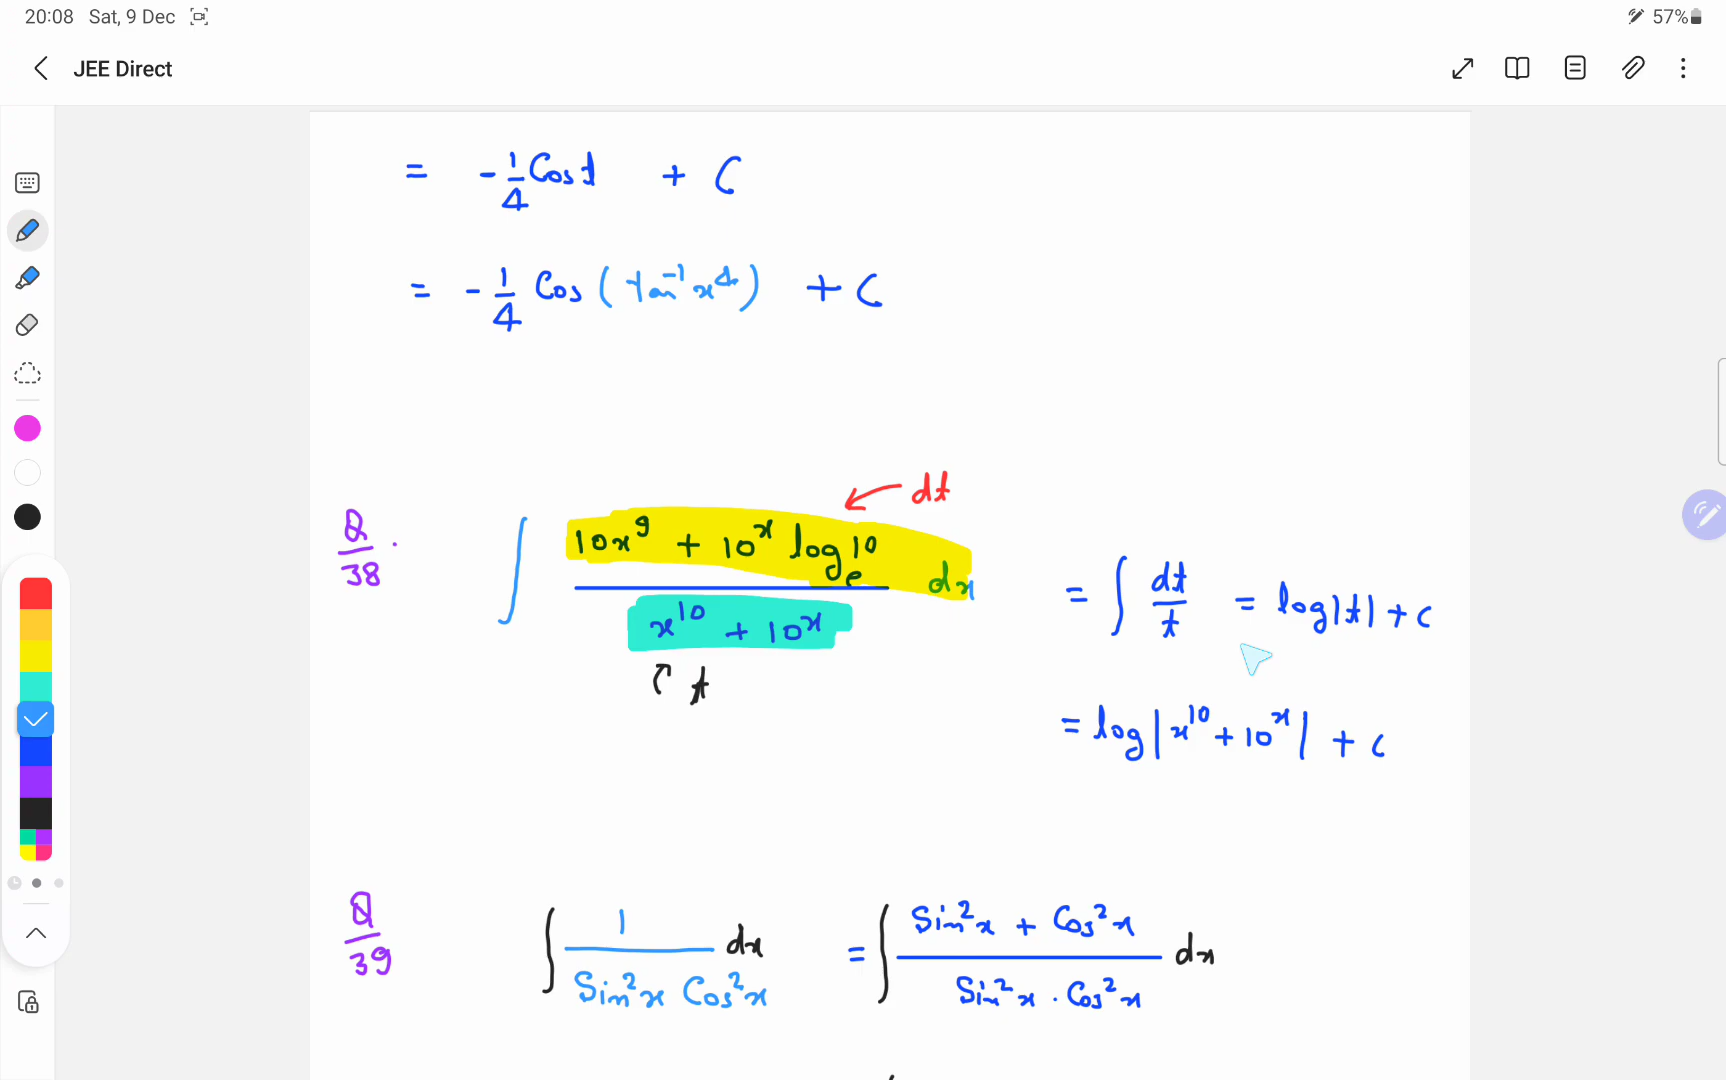 20:08 Sat, 9 Dec 57%
JEE Direct
= -1/4 Cos t + C
= -1/4 Cos (tan⁻¹ x⁴) + C
Q/38. ∫ (10x⁹ + 10ˣ logₑ10)/(x¹⁰ + 10ˣ) dx ← dt
↑ t
= ∫ dt/t = log|t| + c
= log|x¹⁰ + 10ˣ| + c
Q/39 ∫ 1/(Sin²x Cos²x) dx = ∫ (Sin²x + Cos²x)/(Sin²x . Cos²x) dx